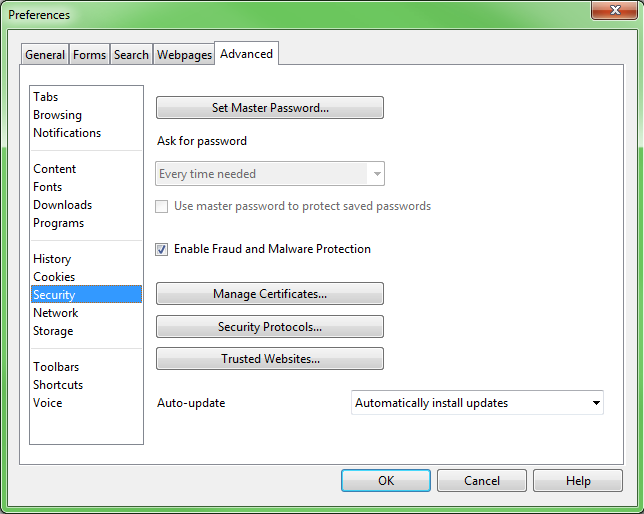 Preferences
General Forms Search Webpages Advanced
Tabs
Browsing
Notifications
Content
Fonts
Downloads
Programs
History
Cookies
Security
Network
Storage
Toolbars
Shortcuts
Voice
Set Master Password...
Ask for password
Every time needed
Use master password to protect saved passwords
Enable Fraud and Malware Protection
Manage Certificates...
Security Protocols...
Trusted Websites...
Auto-update Automatically install updates
OK Cancel Help